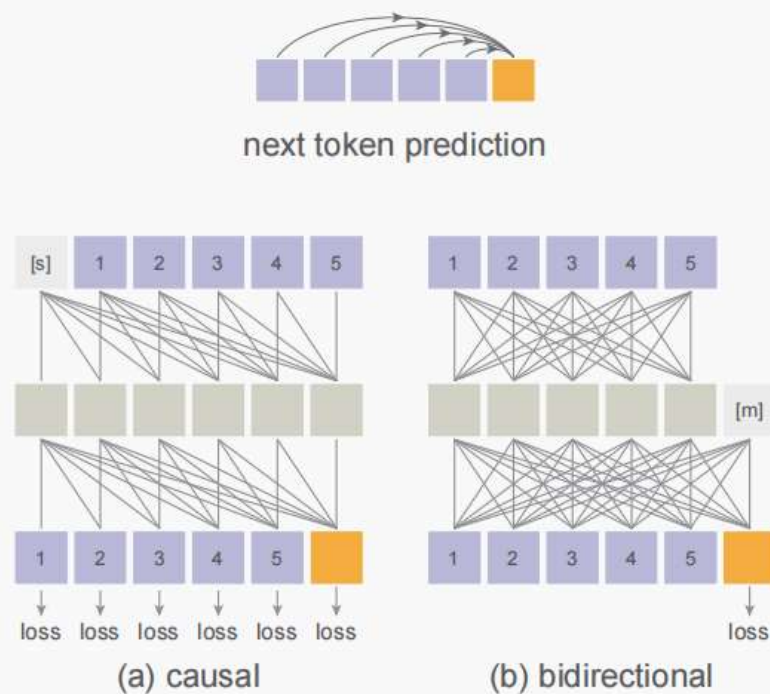 next token prediction
[s] 1 2 3 4 5
1 2 3 4 5
[m]
1 2 3 4 5
1 2 3 4 5
loss loss loss loss loss loss
loss
(a) causal
(b) bidirectional